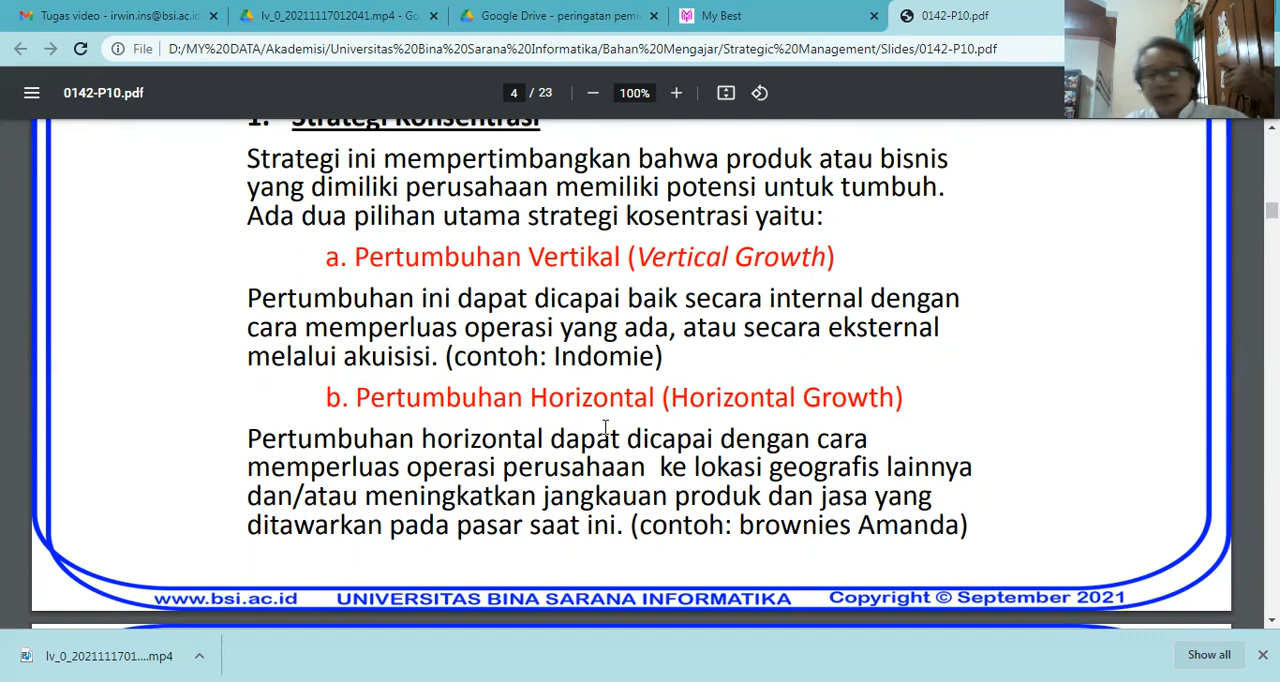 Tugas video - irwin.ins@bsi.ac.i
lv_0_20211117012041.mp4 - Go
Google Drive - peringatan pemi
My Best
0142-P10.pdf
File
D:/MY%20DATA/Akademisi/Universitas%20Bina%20Sarana%20Informatika/Bahan%20Mengajar/Strategic%20Management/Slides/0142-P10.pdf
0142-P10.pdf
4 / 23
100%
1. Strategi Konsentrasi
Strategi ini mempertimbangkan bahwa produk atau bisnis
yang dimiliki perusahaan memiliki potensi untuk tumbuh.
Ada dua pilihan utama strategi kosentrasi yaitu:
a. Pertumbuhan Vertikal (Vertical Growth)
Pertumbuhan ini dapat dicapai baik secara internal dengan
cara memperluas operasi yang ada, atau secara eksternal
melalui akuisisi. (contoh: Indomie)
b. Pertumbuhan Horizontal (Horizontal Growth)
Pertumbuhan horizontal dapat dicapai dengan cara
memperluas operasi perusahaan ke lokasi geografis lainnya
dan/atau meningkatkan jangkauan produk dan jasa yang
ditawarkan pada pasar saat ini. (contoh: brownies Amanda)
www.bsi.ac.id UNIVERSITAS BINA SARANA INFORMATIKA Copyright © September 2021
lv_0_2021111701....mp4
Show all